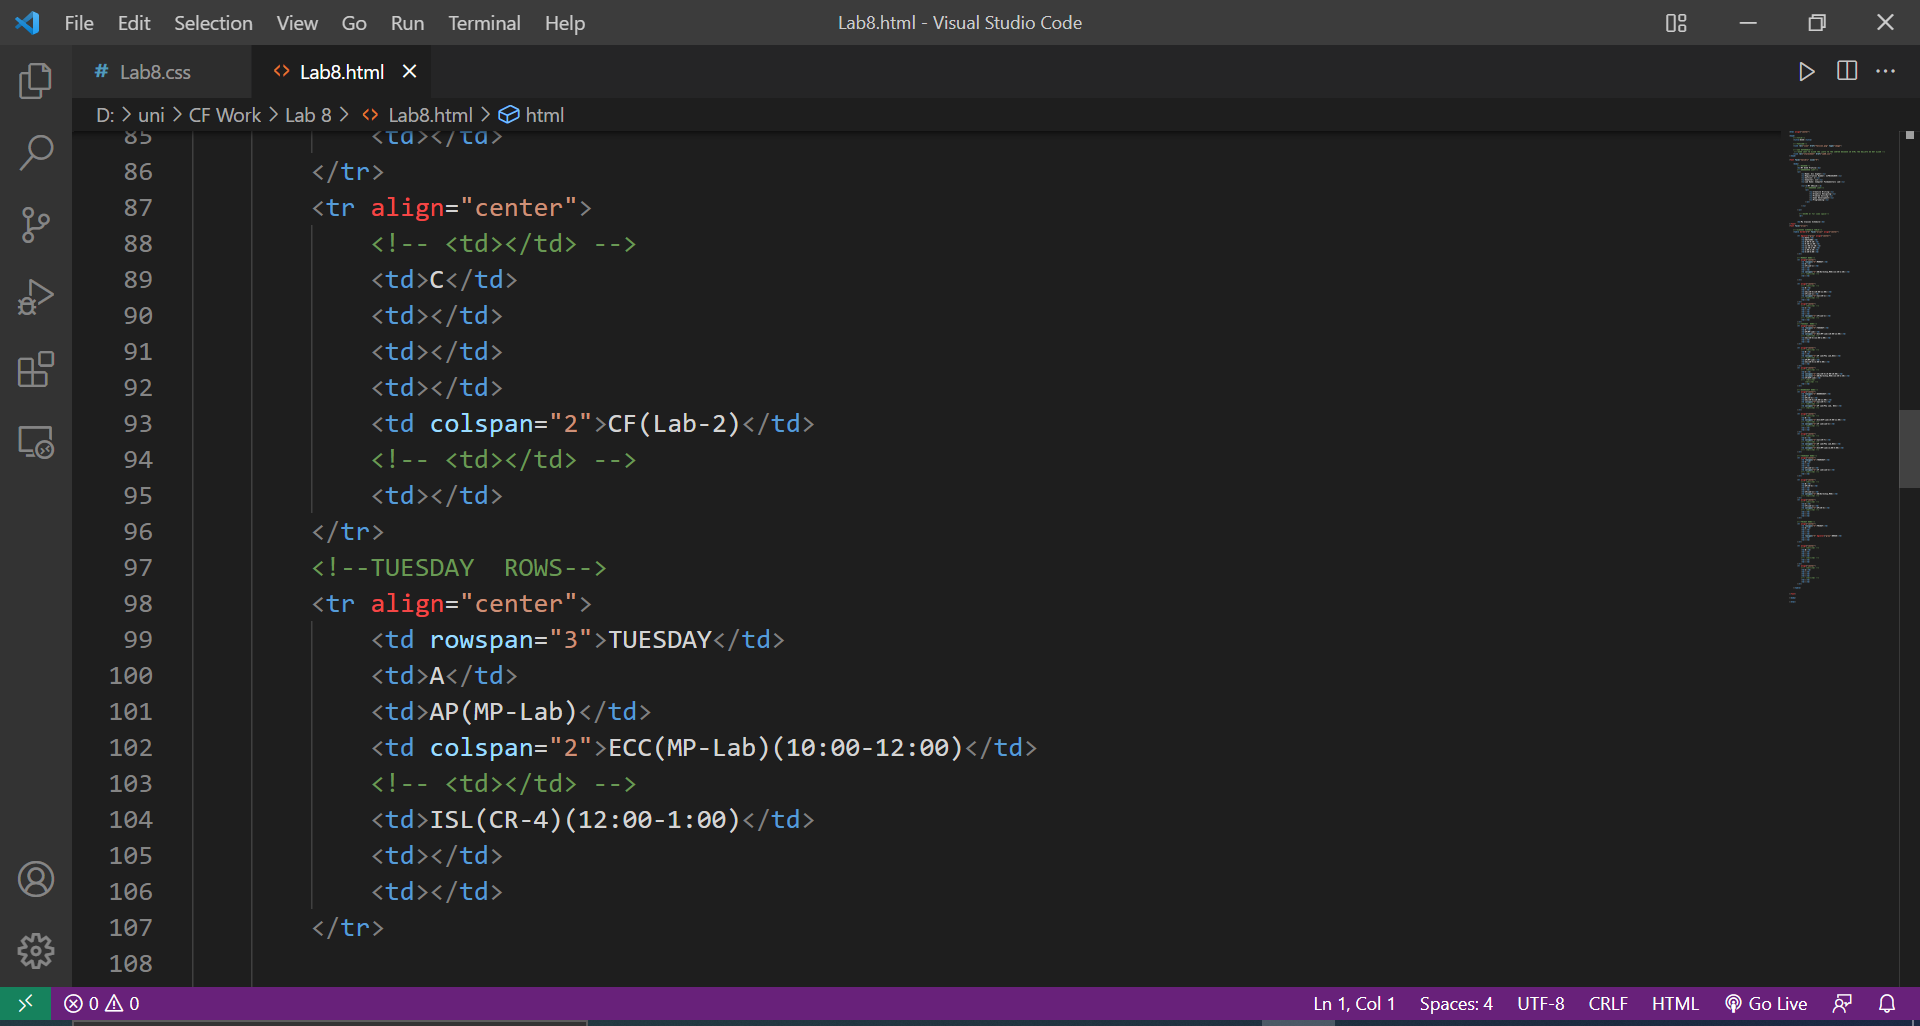 File Edit Selection View Go Run Terminal Help Lab8.html - Visual Studio Code
# Lab8.css <> Lab8.html
D: > uni > CF Work > Lab 8 > <> Lab8.html > html
85 <td></td>
86 </tr>
87 <tr align="center">
88 <!-- <td></td> -->
89 <td>C</td>
90 <td></td>
91 <td></td>
92 <td></td>
93 <td colspan="2">CF(Lab-2)</td>
94 <!-- <td></td> -->
95 <td></td>
96 </tr>
97 <!--TUESDAY  ROWS-->
98 <tr align="center">
99 <td rowspan="3">TUESDAY</td>
100 <td>A</td>
101 <td>AP(MP-Lab)</td>
102 <td colspan="2">ECC(MP-Lab)(10:00-12:00)</td>
103 <!-- <td></td> -->
104 <td>ISL(CR-4)(12:00-1:00)</td>
105 <td></td>
106 <td></td>
107 </tr>
108
0 0 Ln 1, Col 1 Spaces: 4 UTF-8 CRLF HTML Go Live